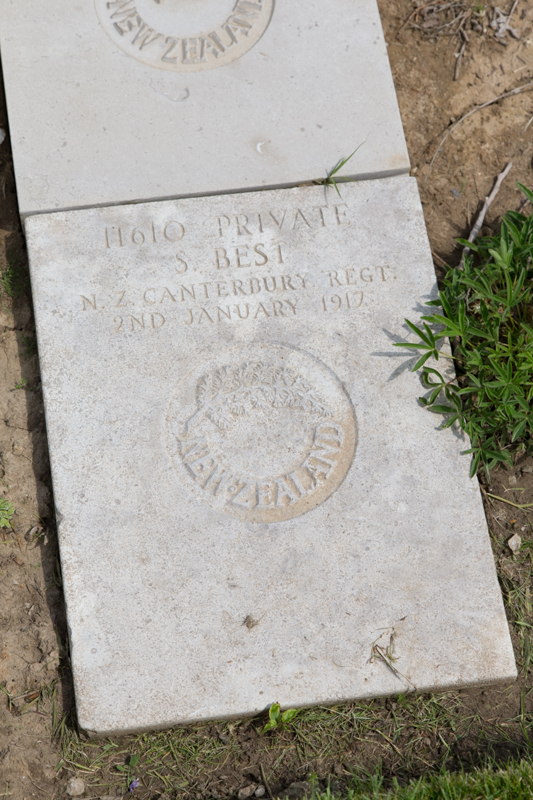 NEW ZEALAND
11610 PRIVATE
S. BEST
N. Z. CANTERBURY REGT.
2ND JANUARY 1917
NEW ZEALAND